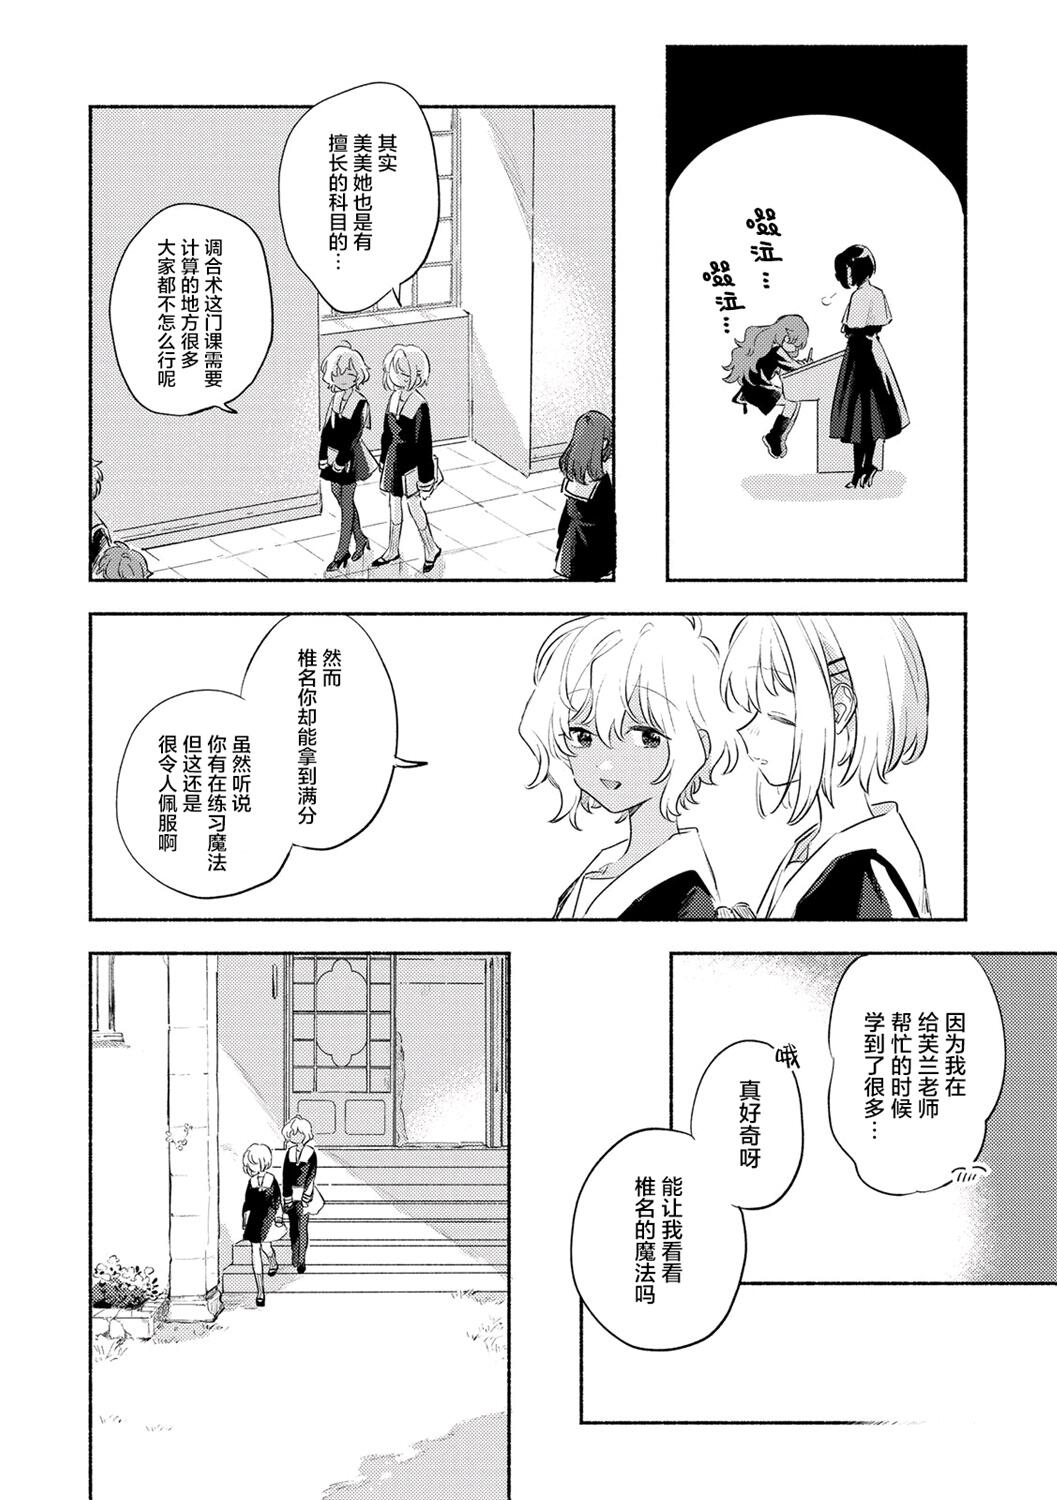 啜泣…
啜泣…
其实
美美她也是有
擅长的科目的…
调合术这门课需要
计算的地方很多
大家都不怎么行呢
然而
椎名你却能拿到满分
虽然听说
你有在练习魔法
但这还是
很令人佩服啊
因为我在
给芙兰老师
帮忙的时候
学到了很多…
哦
真好奇呀
能让我看看
椎名的魔法吗